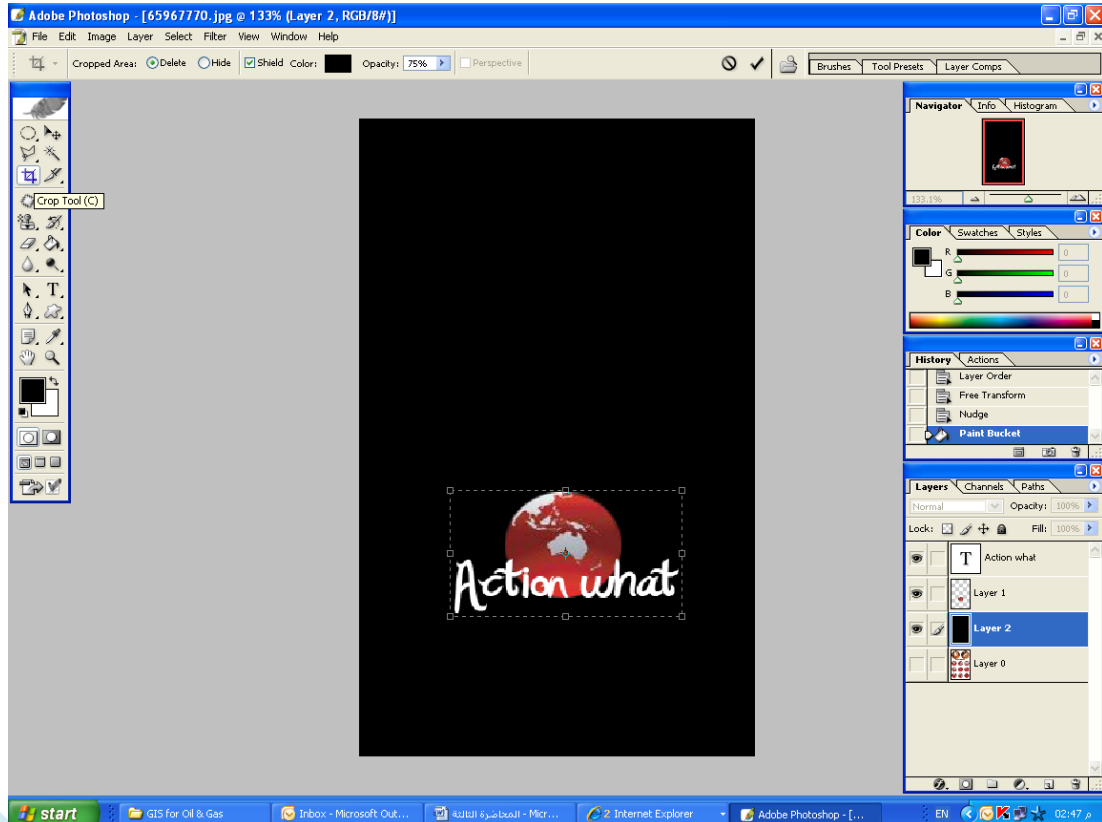 Adobe Photoshop - [65967770.jpg @ 133% (Layer 2, RGB/8#)]
File Edit Image Layer Select Filter View Window Help
Cropped Area: Delete Hide Shield Color: Opacity: 75% Perspective
Brushes Tool Presets Layer Comps
Navigator Info Histogram
133.1%
Crop Tool (C)
Color Swatches Styles
R 0
G 0
B 0
History Actions
Layer Order
Free Transform
Nudge
Paint Bucket
Layers Channels Paths
Normal Opacity: 100%
Lock: Fill: 100%
T Action what
Layer 1
Layer 2
Layer 0
Action what
start GIS for Oil & Gas Inbox - Microsoft Out... المحاضرة الثالثة - Micr... 2 Internet Explorer Adobe Photoshop - [... EN 02:47 م